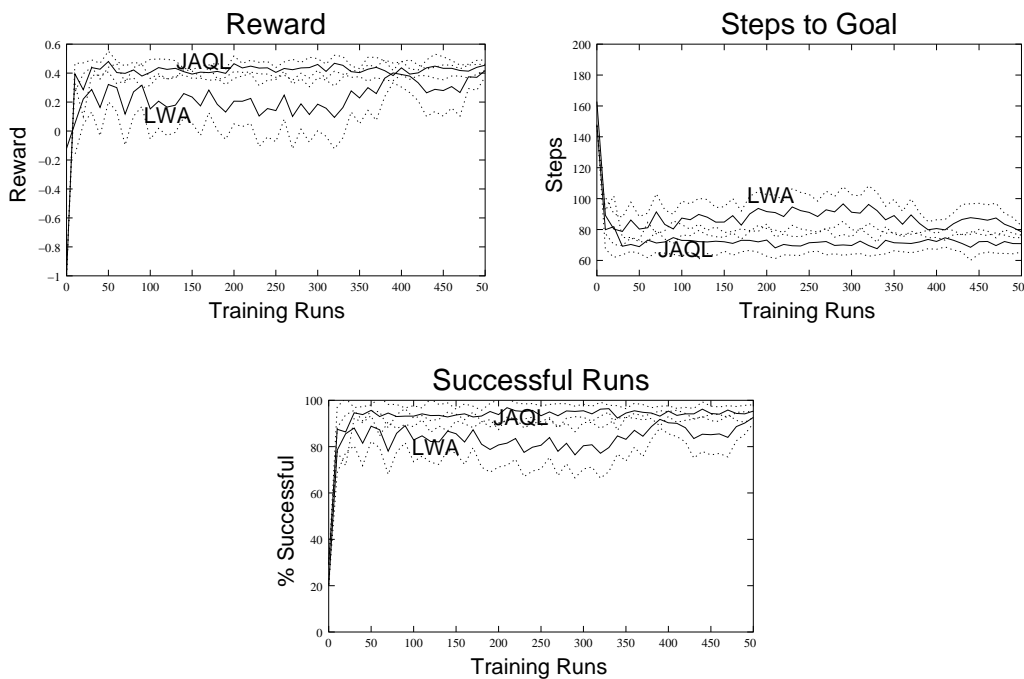 Reward
0.6
0.4
0.2
0
−0.2
−0.4
−0.6
−0.8
−1
Reward
JAQL
LWA
0 50 100 150 200 250 300 350 400 450 50
Training Runs
Steps to Goal
200
180
160
140
120
100
80
60
Steps
LWA
JAQL
0 50 100 150 200 250 300 350 400 450 50
Training Runs
Successful Runs
100
80
60
40
20
0
% Successful
JAQL
LWA
0 50 100 150 200 250 300 350 400 450 50
Training Runs